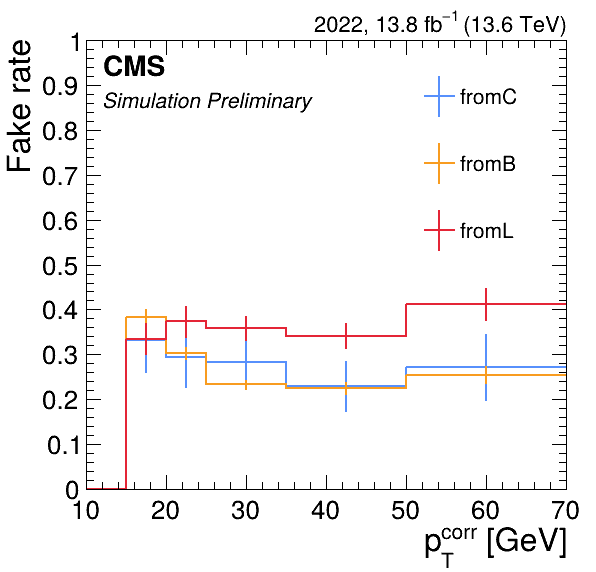 2022, 13.8 fb⁻¹ (13.6 TeV)
CMS
Simulation Preliminary
Fake rate
1
0.9
0.8
0.7
0.6
0.5
0.4
0.3
0.2
0.1
0
fromC
fromB
fromL
10 20 30 40 50 60 70
p_T^corr [GeV]